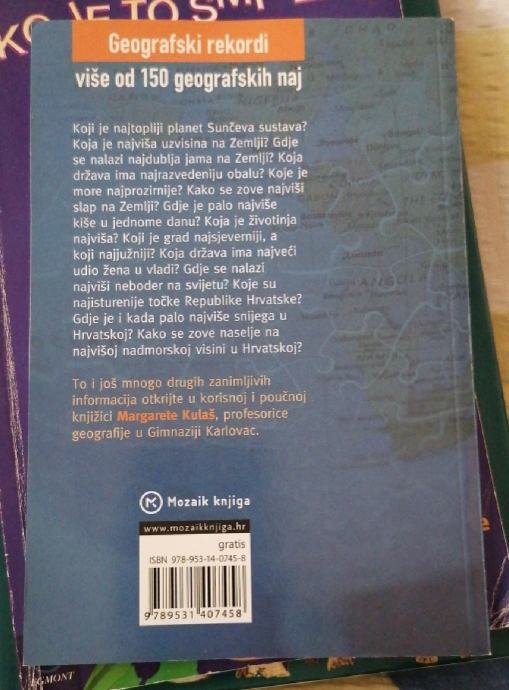 Geografski rekordi
više od 150 geografskih naj
Koji je najtopliji planet Sunčeva sustava?
Koja je najviša uzvisina na Zemlji? Gdje
se nalazi najdublja jama na Zemlji? Koja
država ima najrazvedeniju obalu? Koje je
more najprozirnije? Kako se zove najviši
slap na Zemlji? Gdje je palo najviše
kiše u jednome danu? Koja je životinja
najviša? Koji je grad najsjeverniji, a
koji najjužniji? Koja država ima najveći
udio žena u vladi? Gdje se nalazi
najviši neboder na svijetu? Koje su
najisturenije točke Republike Hrvatske?
Gdje je i kada palo najviše snijega u
Hrvatskoj? Kako se zove naselje na
najvišoj nadmorskoj visini u Hrvatskoj?
To i još mnogo drugih zanimljivih
informacija otkrijte u korisnoj i poučnoj
knjižici Margarete Kulaš, profesorice
geografije u Gimnaziji Karlovac.
Mozaik knjiga
www.mozaikknjiga.hr
gratis
ISBN 978-953-14-0745-8
9789531 407458
EGMONT
ANGOLA